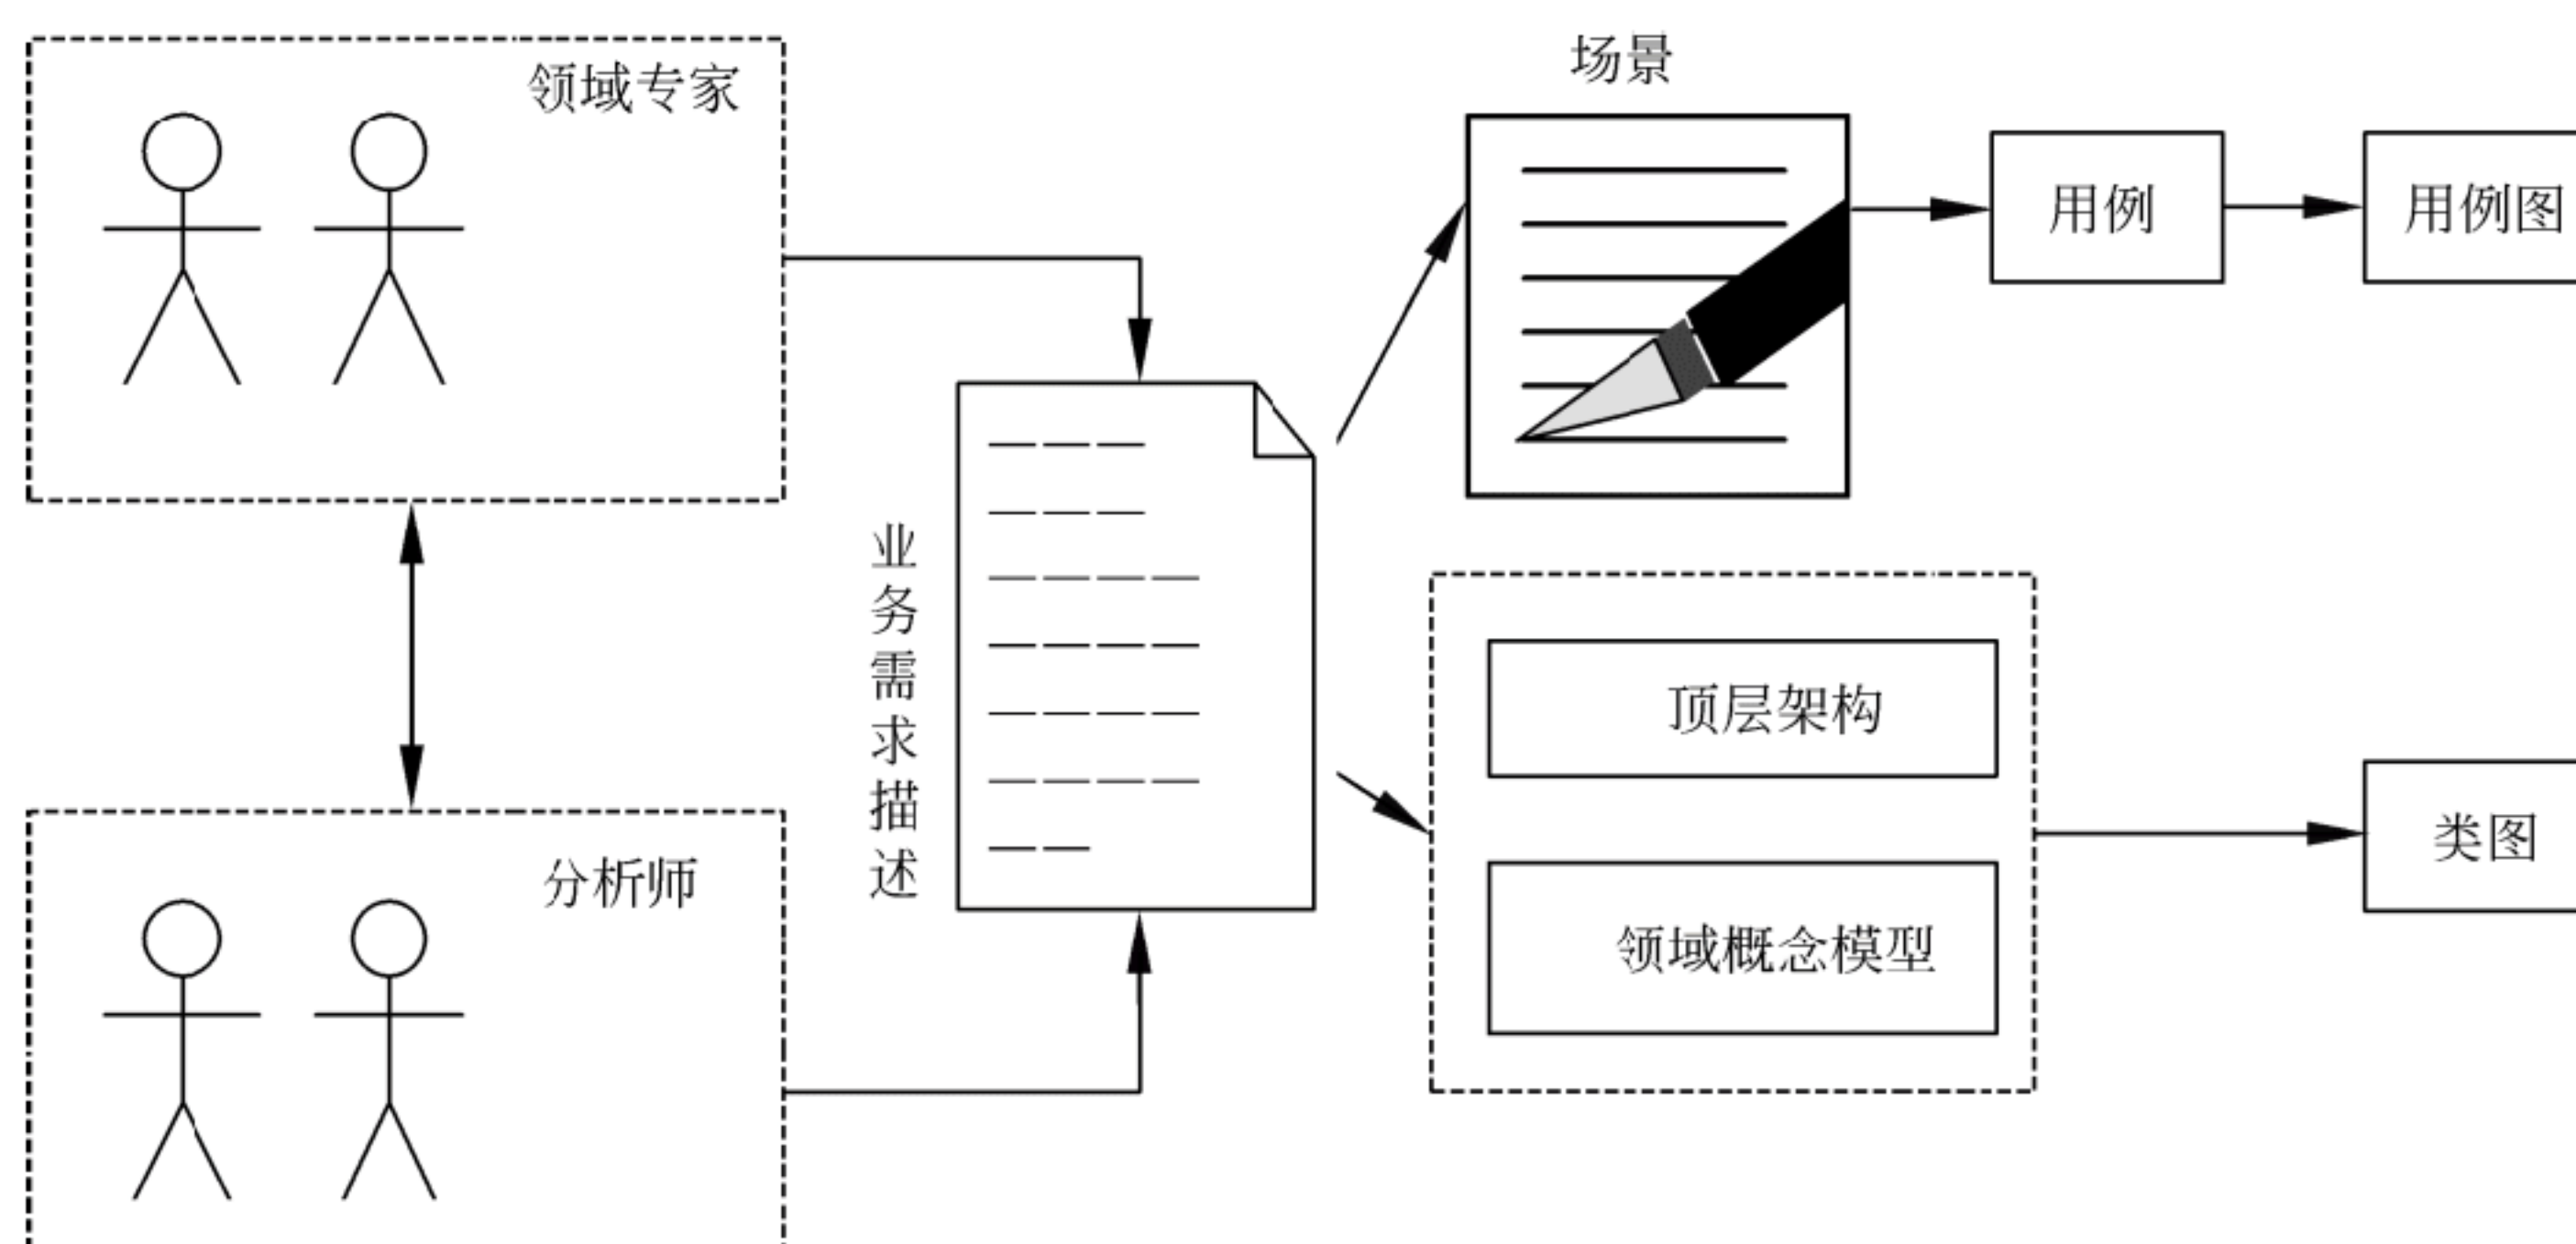 领域专家
场景
用例
用例图
业务需求描述
顶层架构
领域概念模型
类图
分析师